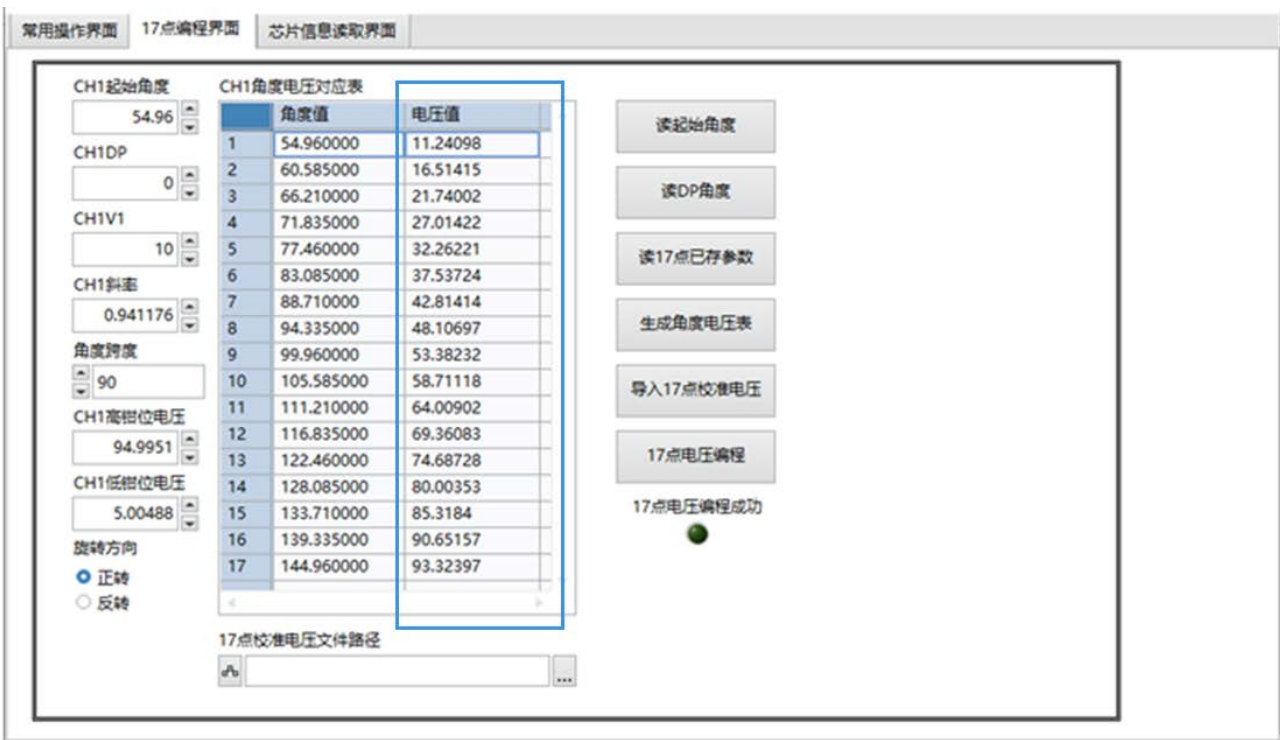 常用操作界面 17点编程界面 芯片信息读取界面
CH1起始角度
54.96
CH1DP
0
CH1V1
10
CH1斜率
0.941176
角度跨度
90
CH1高钳位电压
94.9951
CH1低钳位电压
5.00488
旋转方向
正转
反转
CH1角度电压对应表
角度值 电压值
1 54.960000 11.24098
2 60.585000 16.51415
3 66.210000 21.74002
4 71.835000 27.01422
5 77.460000 32.26221
6 83.085000 37.53724
7 88.710000 42.81414
8 94.335000 48.10697
9 99.960000 53.38232
10 105.585000 58.71118
11 111.210000 64.00902
12 116.835000 69.36083
13 122.460000 74.68728
14 128.085000 80.00353
15 133.710000 85.3184
16 139.335000 90.65157
17 144.960000 93.32397
17点校准电压文件路径
...
读起始角度
读DP角度
读17点已存参数
生成角度电压表
导入17点校准电压
17点电压编程
17点电压编程成功